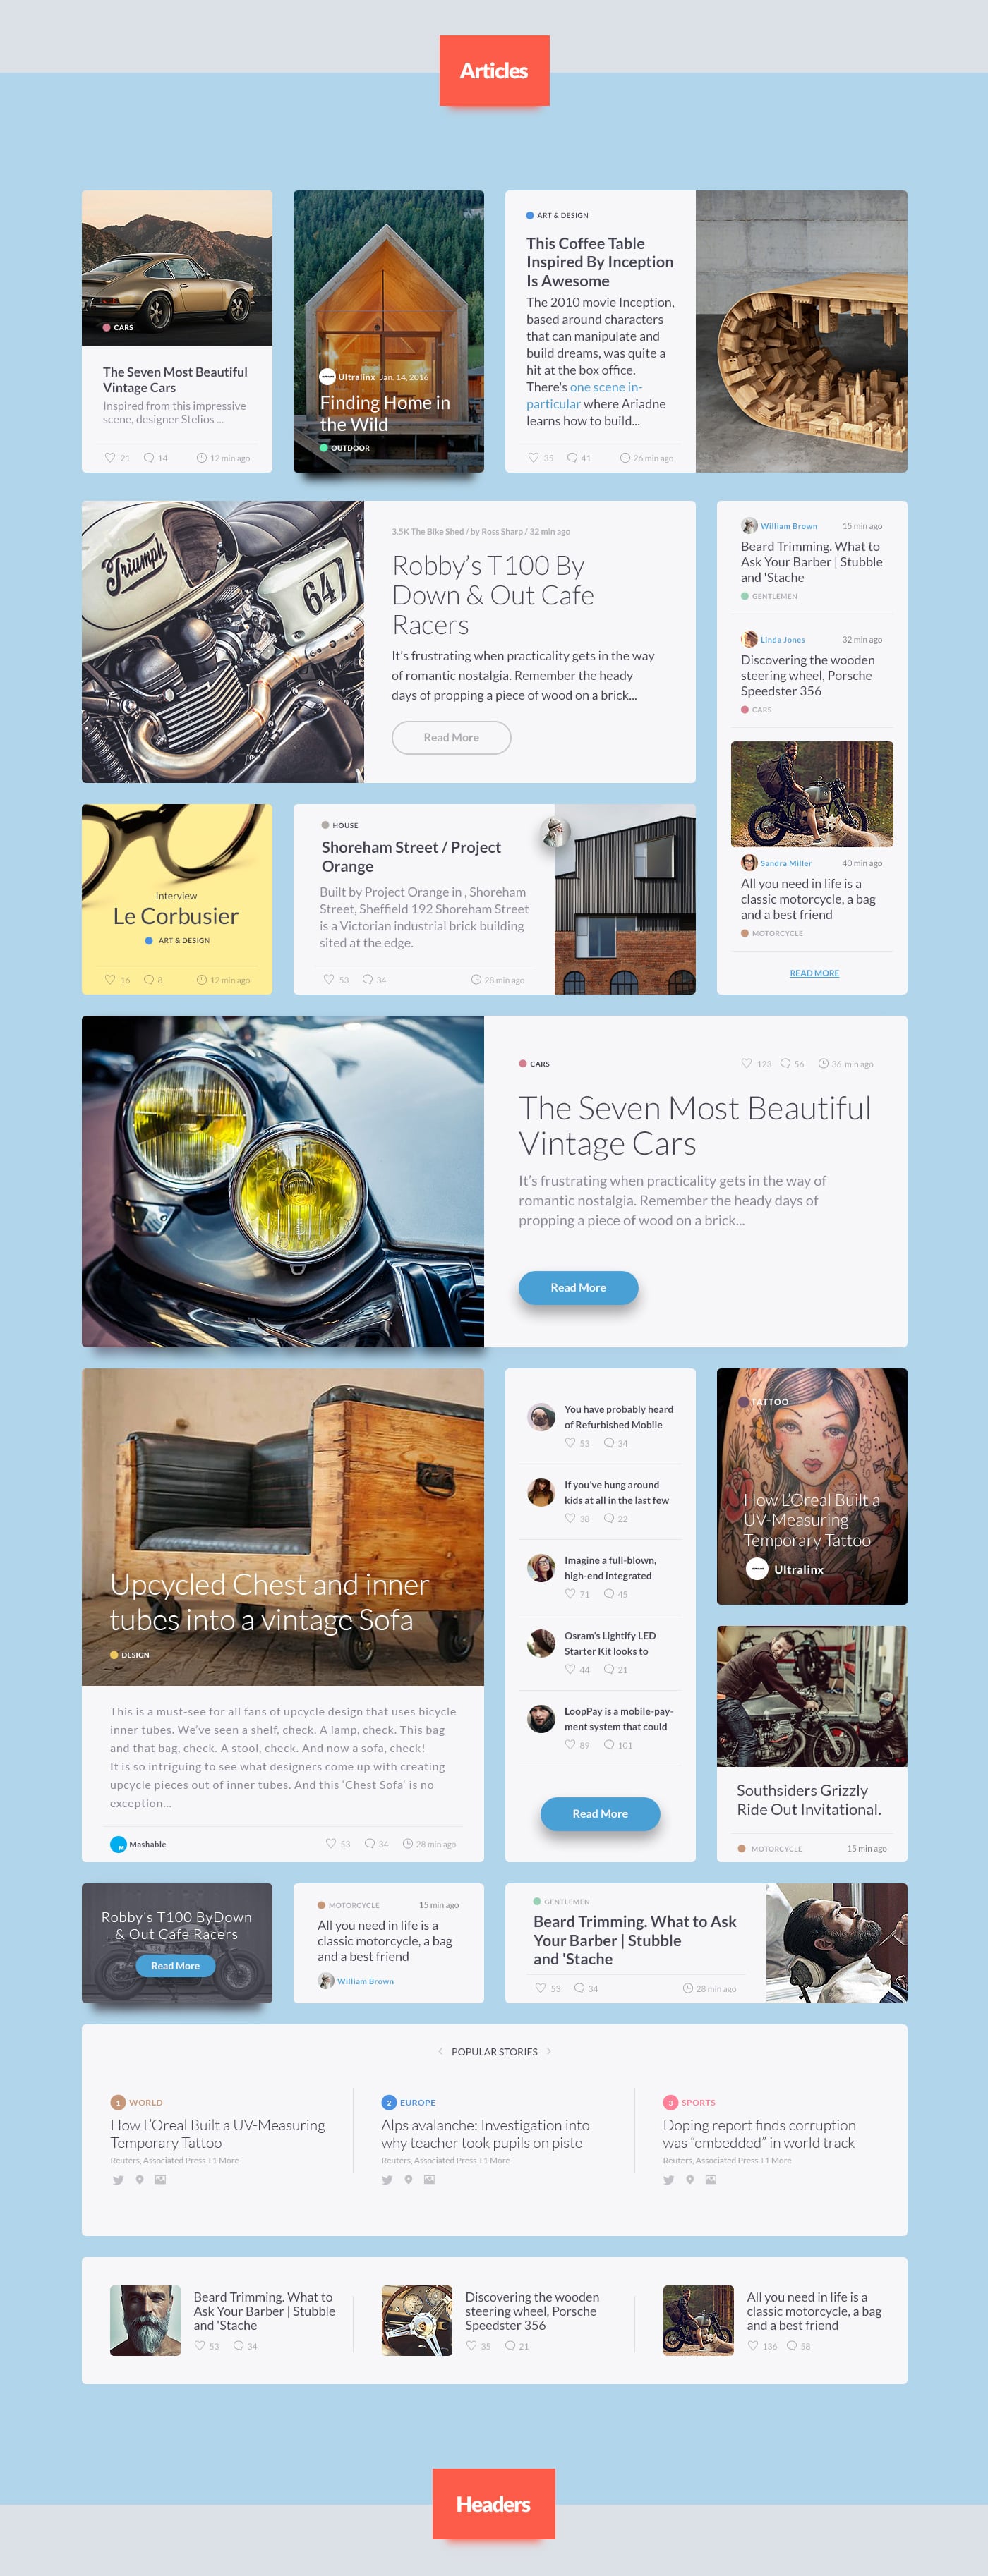 Articles
CARS
The Seven Most Beautiful
Vintage Cars
Inspired from this impressive
scene, designer Stelios ...
21 14 12 min ago
Ultralinx Jan. 14, 2016
Finding Home in
the Wild
OUTDOOR
ART & DESIGN
This Coffee Table
Inspired By Inception
Is Awesome
The 2010 movie Inception,
based around characters
that can manipulate and
build dreams, was quite a
hit at the box office.
There's one scene in-
particular where Ariadne
learns how to build...
35 41 26 min ago
Triumph
641
3.5K The Bike Shed / by Ross Sharp / 32 min ago
Robby's T100 By
Down & Out Cafe
Racers
It's frustrating when practicality gets in the way
of romantic nostalgia. Remember the heady
days of propping a piece of wood on a brick...
Read More
William Brown 15 min ago
Beard Trimming. What to
Ask Your Barber | Stubble
and 'Stache
GENTLEMEN
Linda Jones 32 min ago
Discovering the wooden
steering wheel, Porsche
Speedster 356
CARS
Sandra Miller 40 min ago
All you need in life is a
classic motorcycle, a bag
and a best friend
MOTORCYCLE
READ MORE
Interview
Le Corbusier
ART & DESIGN
16 8 12 min ago
HOUSE
Shoreham Street / Project
Orange
Built by Project Orange in , Shoreham
Street, Sheffield 192 Shoreham Street
is a Victorian industrial brick building
sited at the edge.
53 34 28 min ago
CARS
123 56 36 min ago
The Seven Most Beautiful
Vintage Cars
It's frustrating when practicality gets in the way of
romantic nostalgia. Remember the heady days of
propping a piece of wood on a brick...
Read More
Upcycled Chest and inner
tubes into a vintage Sofa
DESIGN
This is a must-see for all fans of upcycle design that uses bicycle
inner tubes. We've seen a shelf, check. A lamp, check. This bag
and that bag, check. A stool, check. And now a sofa, check!
It is so intriguing to see what designers come up with creating
upcycle pieces out of inner tubes. And this 'Chest Sofa' is no
exception...
Mashable 53 34 28 min ago
You have probably heard
of Refurbished Mobile
53 34
If you've hung around
kids at all in the last few
38 22
Imagine a full-blown,
high-end integrated
71 45
Osram's Lightify LED
Starter Kit looks to
44 21
LoopPay is a mobile-pay-
ment system that could
89 101
Read More
TATTOO
How L'Oreal Built a
UV-Measuring
Temporary Tattoo
Ultralinx
Southsiders Grizzly
Ride Out Invitational.
MOTORCYCLE 15 min ago
Robby's T100 ByDown
& Out Cafe Racers
Read More
MOTORCYCLE 15 min ago
All you need in life is a
classic motorcycle, a bag
and a best friend
William Brown
GENTLEMEN
Beard Trimming. What to Ask
Your Barber | Stubble
and 'Stache
53 34 28 min ago
POPULAR STORIES
1 WORLD
How L'Oreal Built a UV-Measuring
Temporary Tattoo
Reuters, Associated Press +1 More
2 EUROPE
Alps avalanche: Investigation into
why teacher took pupils on piste
Reuters, Associated Press +1 More
3 SPORTS
Doping report finds corruption
was “embedded” in world track
Reuters, Associated Press +1 More
Beard Trimming. What to
Ask Your Barber | Stubble
and 'Stache
53 34
Discovering the wooden
steering wheel, Porsche
Speedster 356
35 21
All you need in life is a
classic motorcycle, a bag
and a best friend
136 58
Headers